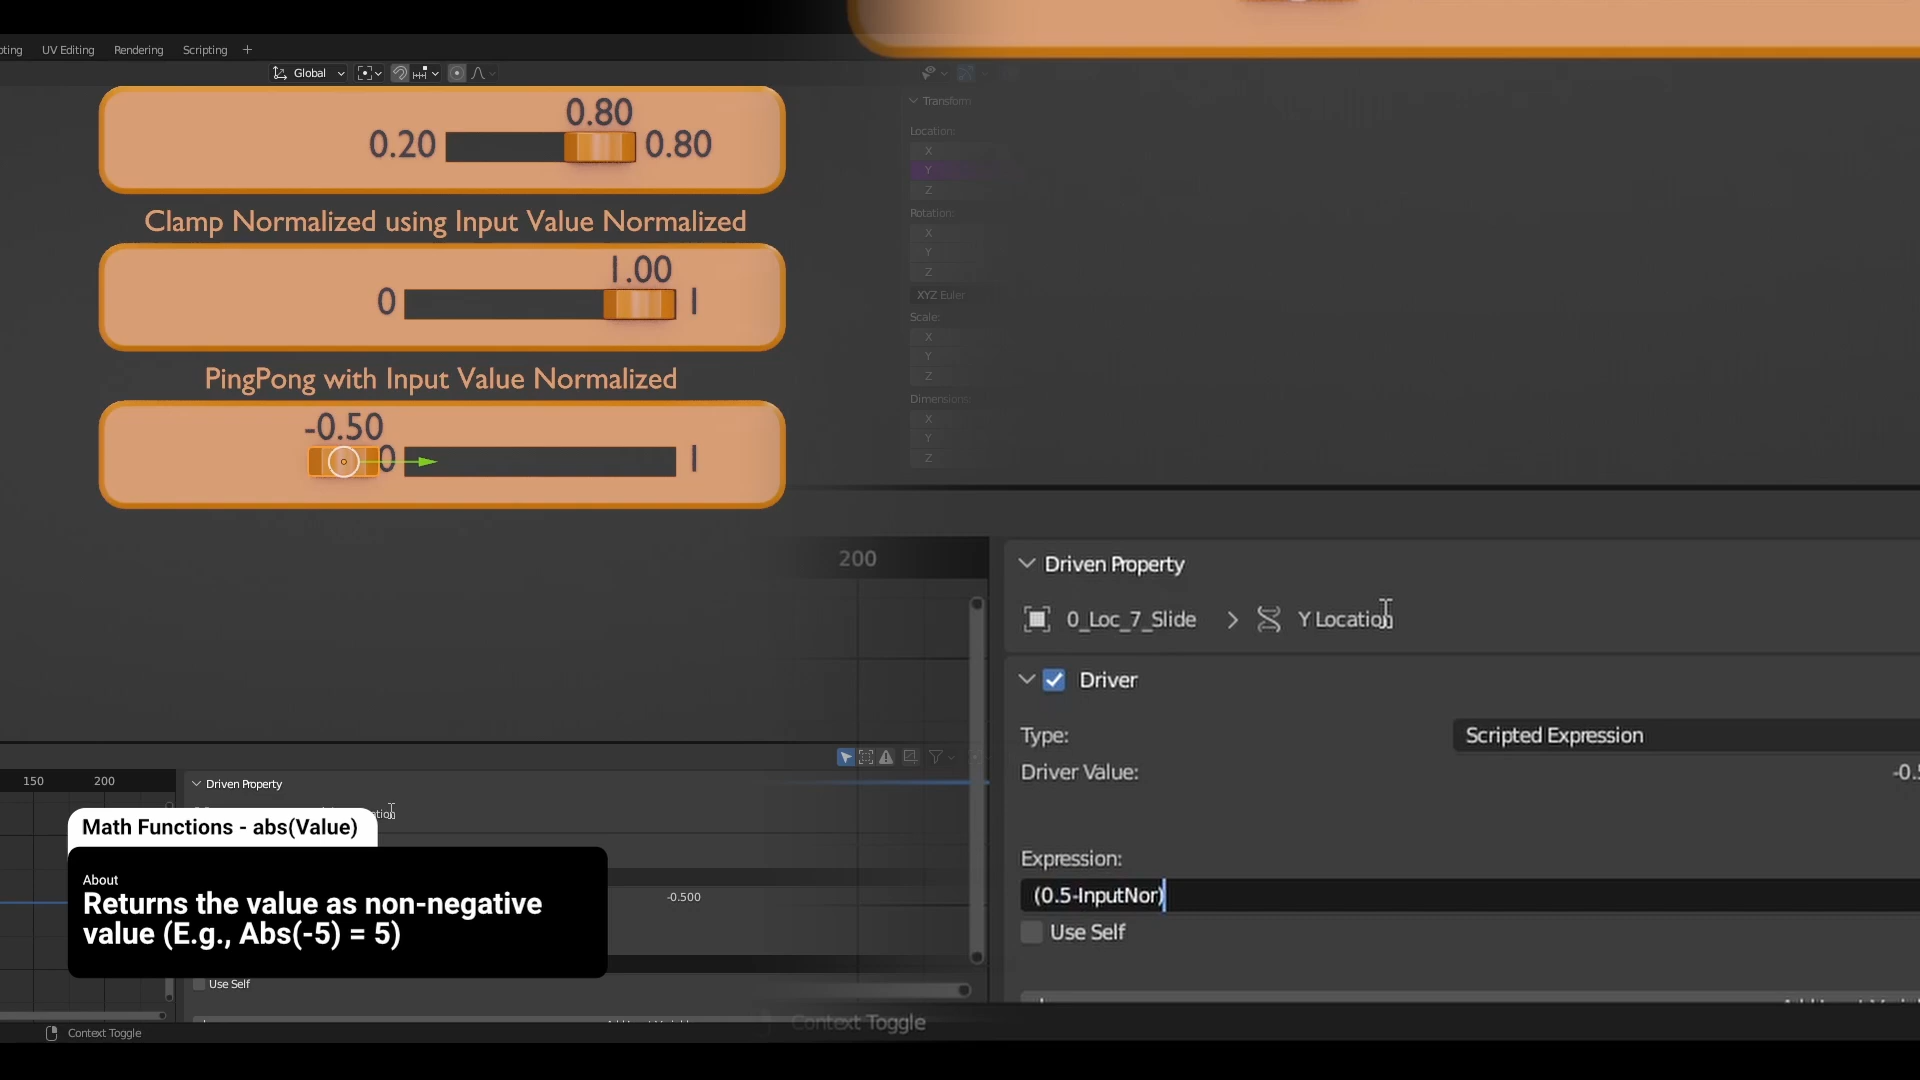 UV Editing Rendering Scripting +
Global
0.80
0.20 0.80
Clamp Normalized using Input Value Normalized
1.00
0 1
PingPong with Input Value Normalized
-0.50
0 1
Transform
Location:
X
Y
Z
Rotation:
X
Y
Z
XYZ Euler
Scale:
X
Y
Z
Dimensions:
X
Y
Z
200
Driven Property
0_Loc_7_Slide > Y Location
Driver
Type: Scripted Expression
Driver Value:
Expression:
(0.5-InputNor)
Use Self
Context Toggle
150 200
Driven Property
Math Functions - abs(Value)
About
Returns the value as non-negative
value (E.g., Abs(-5) = 5)
-0.500
Use Self
Context Toggle